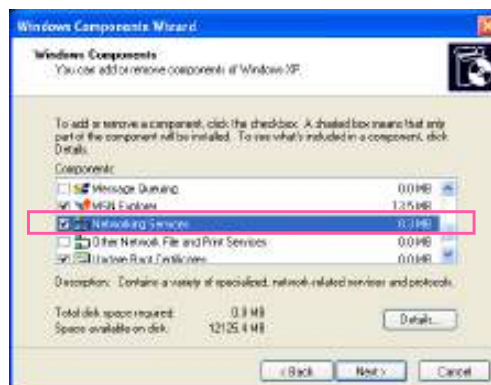 Windows Components Wizard
Windows Components
You can add or remove components of Windows XP.
To add or remove a component, click the checkbox. A shaded box means that only
part of the component will be installed. To see what's included in a component, click
Details.
Components:
Message Queuing 0.0 MB
MSN Explorer 13.5 MB
Networking Services 0.3 MB
Other Network File and Print Services 0.0 MB
Update Root Certificates 0.0 MB
Description: Contains a variety of specialized, network-related services and protocols.
Total disk space required: 0.9 MB
Space available on disk: 12125.4 MB
Details...
< Back
Next >
Cancel